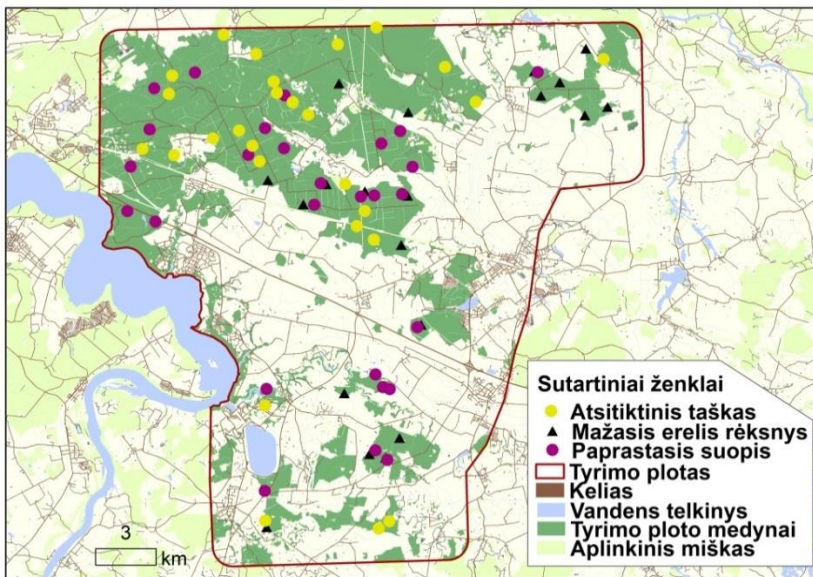 Sutartiniai ženklai
Atsitiktinis taškas
Mažasis erelis rėksnys
Paprastasis suopis
Tyrimo plotas
Kelias
Vandens telkinys
Tyrimo ploto medynai
Aplinkinis miškas
3
km